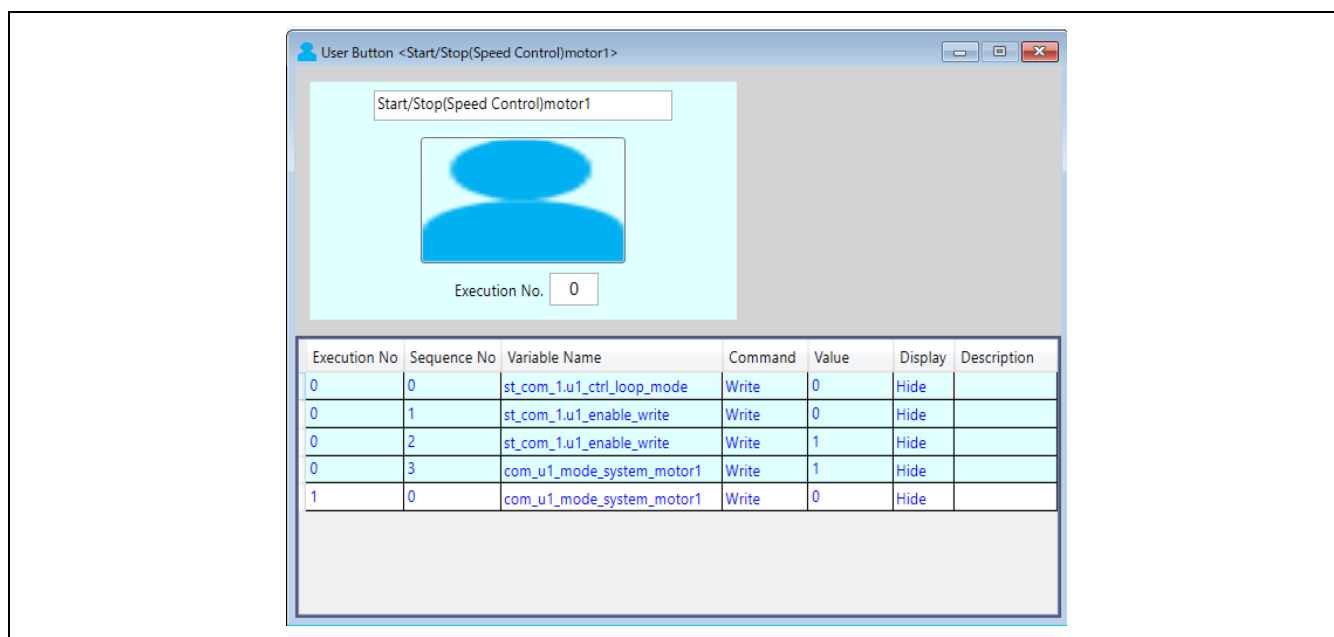 User Button <Start/Stop(Speed Control)motor1>
Start/Stop(Speed Control)motor1
Execution No. 0
Execution No Sequence No Variable Name Command Value Display Description
0 0 st_com_1.u1_ctrl_loop_mode Write 0 Hide
0 1 st_com_1.u1_enable_write Write 0 Hide
0 2 st_com_1.u1_enable_write Write 1 Hide
0 3 com_u1_mode_system_motor1 Write 1 Hide
1 0 com_u1_mode_system_motor1 Write 0 Hide